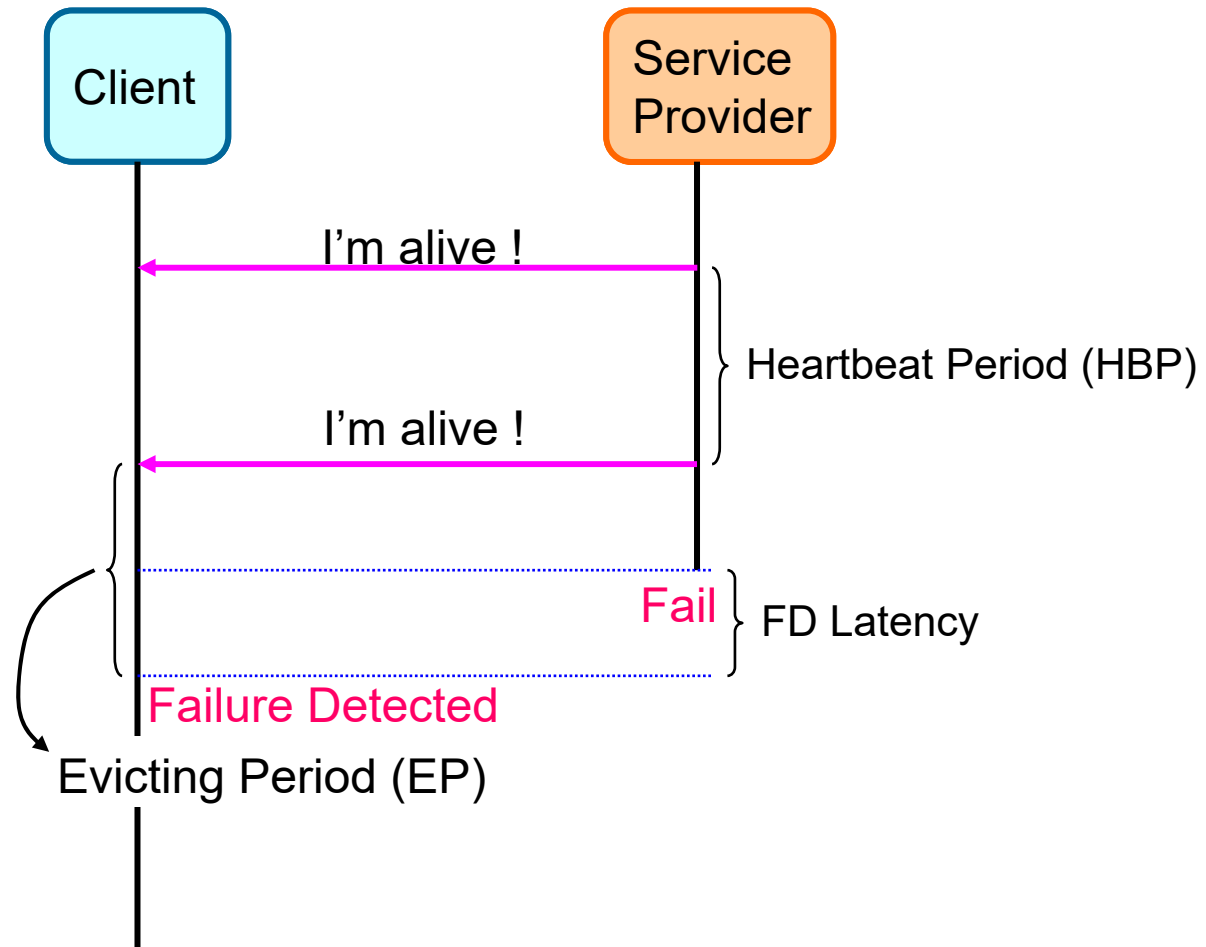 Client
Service
Provider
I’m alive !
Heartbeat Period (HBP)
I’m alive !
Fail
FD Latency
Failure Detected
Evicting Period (EP)